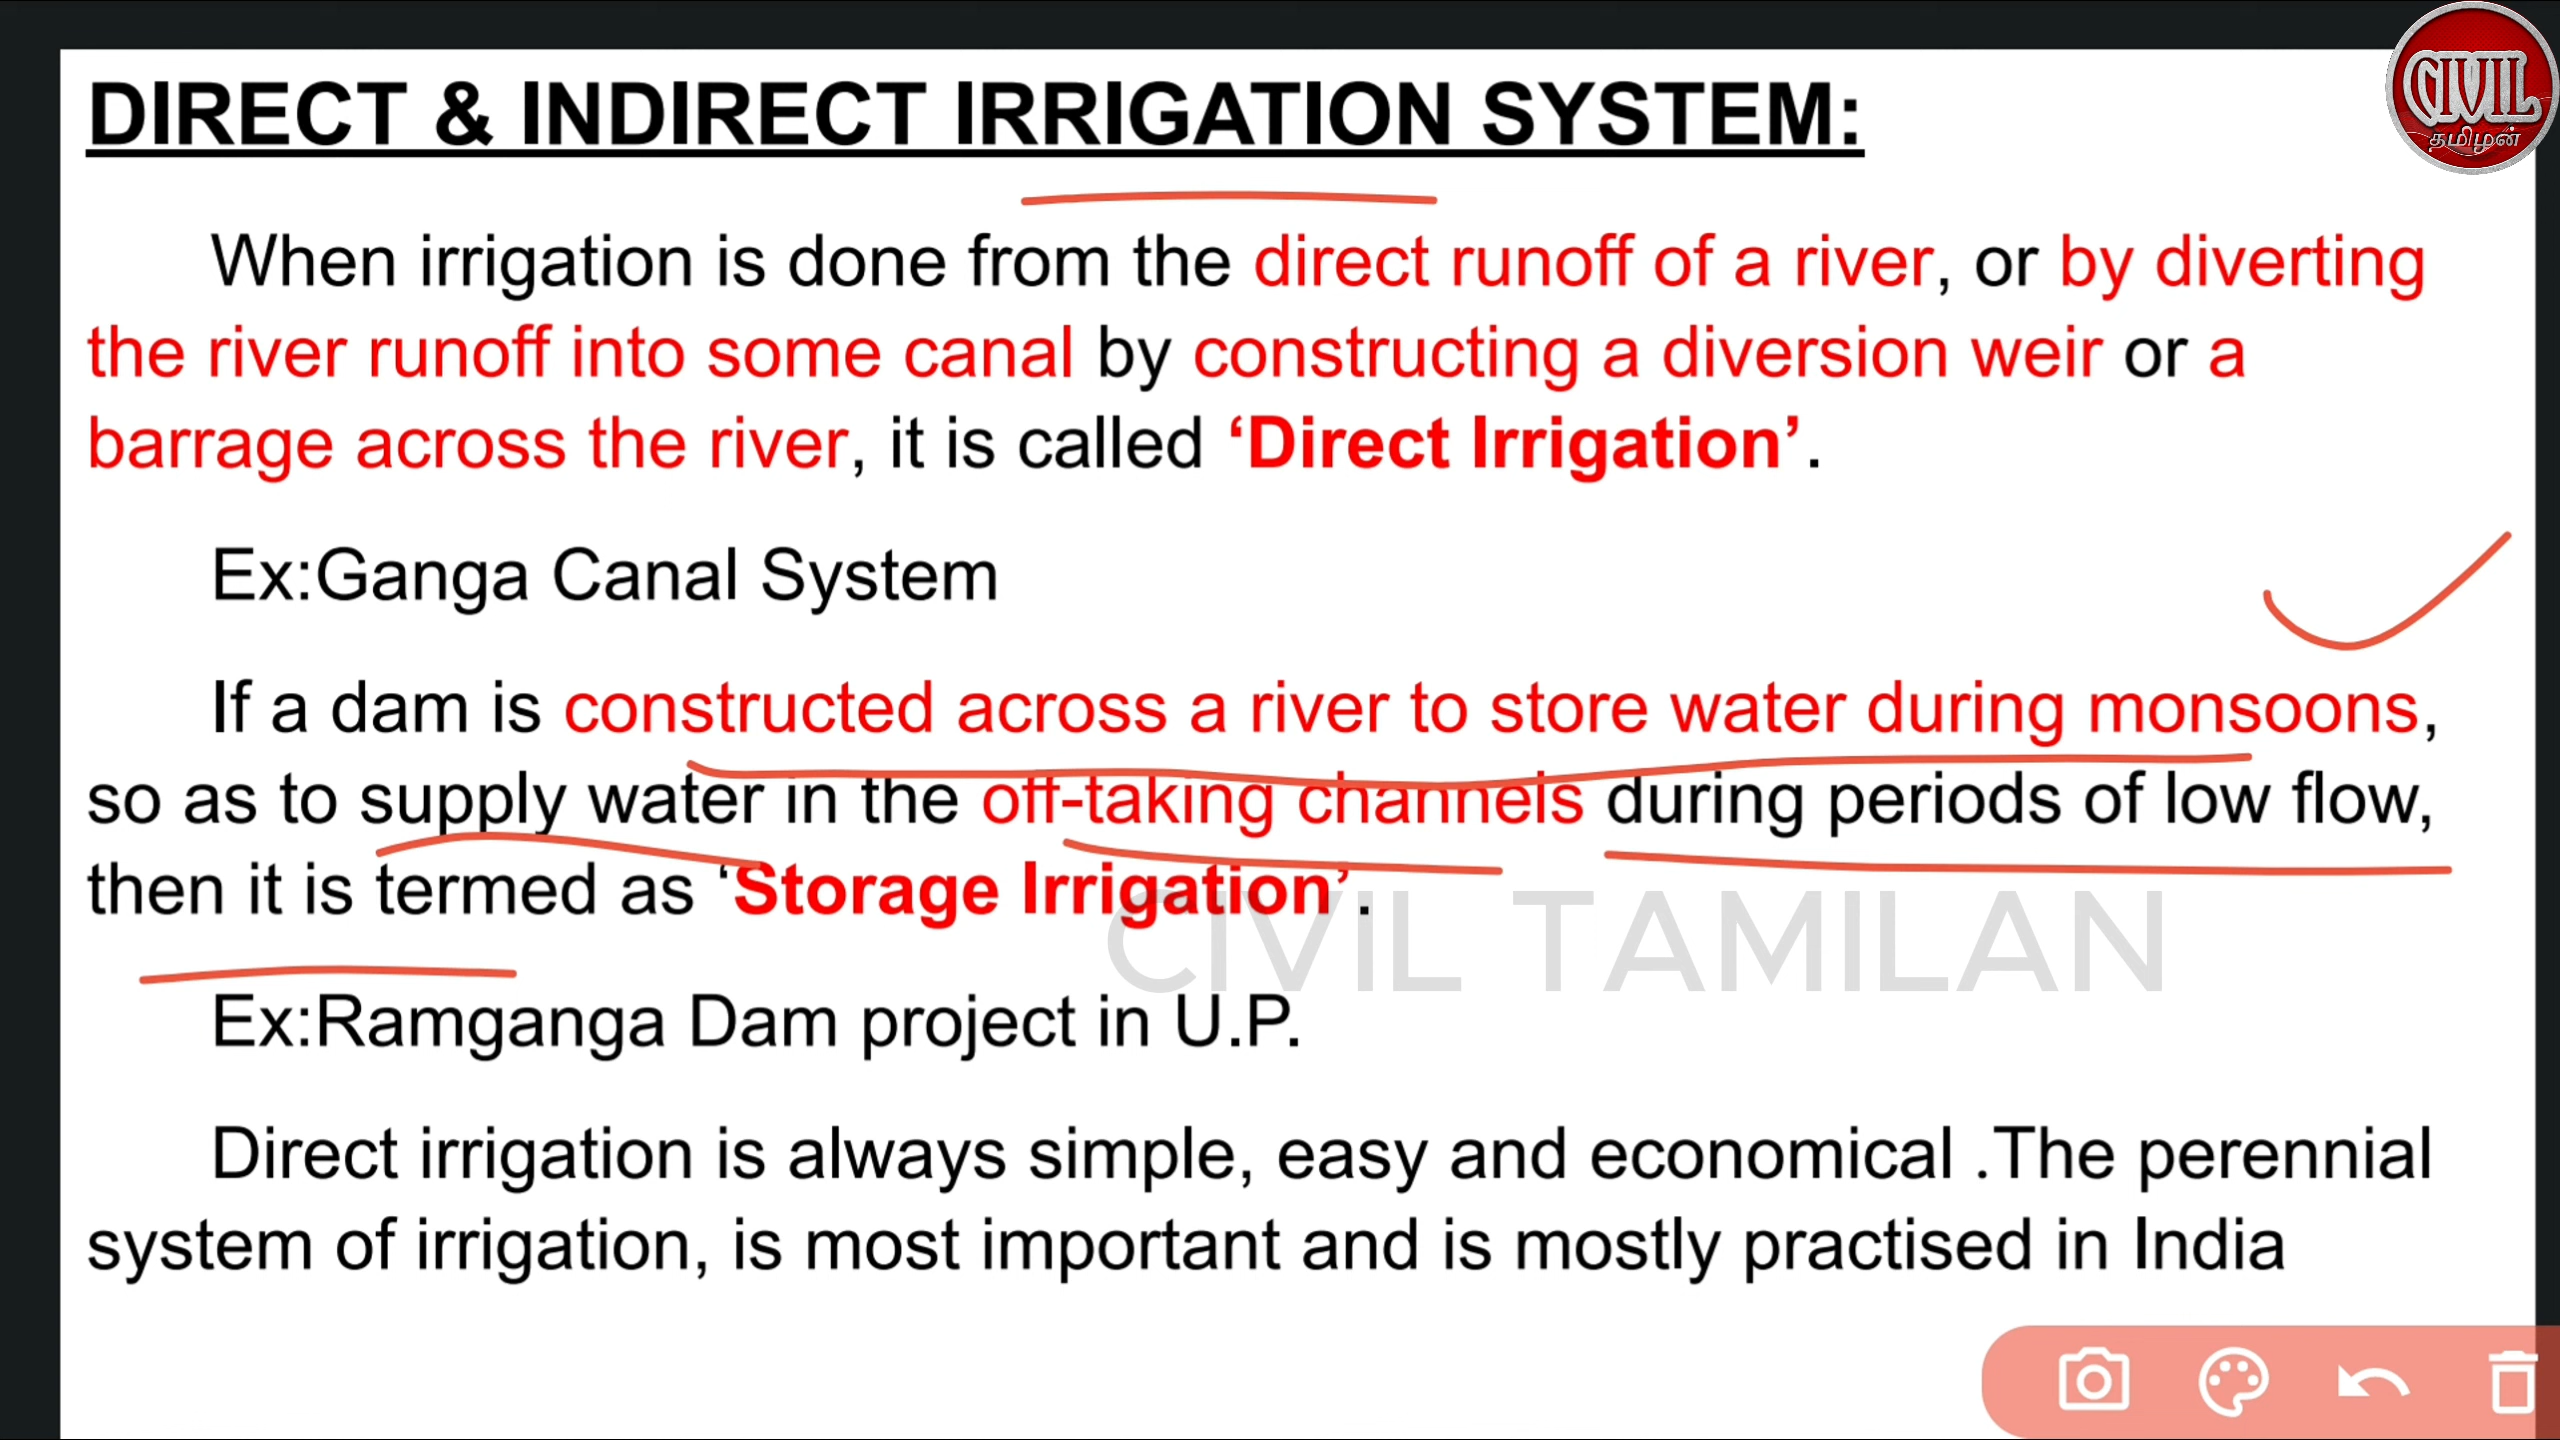 DIRECT & INDIRECT IRRIGATION SYSTEM:
CIVIL
தமிழன்
When irrigation is done from the direct runoff of a river, or by diverting
the river runoff into some canal by constructing a diversion weir or a
barrage across the river, it is called ‘Direct Irrigation’.
Ex:Ganga Canal System
If a dam is constructed across a river to store water during monsoons,
so as to supply water in the off-taking channels during periods of low flow,
then it is termed as ‘Storage Irrigation’.
CIVIL TAMILAN
Ex:Ramganga Dam project in U.P.
Direct irrigation is always simple, easy and economical .The perennial
system of irrigation, is most important and is mostly practised in India